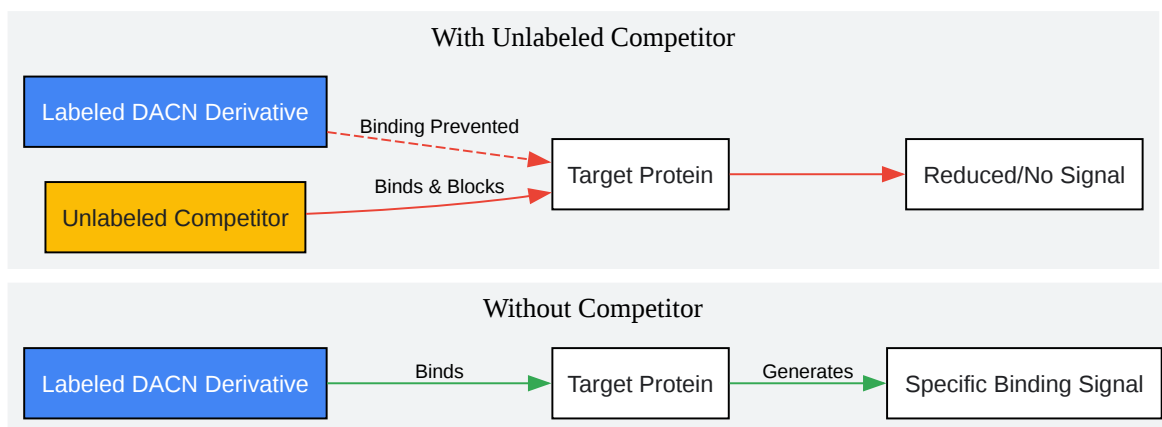 With Unlabeled Competitor
Labeled DACN Derivative
Binding Prevented
Binds & Blocks
Unlabeled Competitor
Target Protein
Reduced/No Signal
Without Competitor
Labeled DACN Derivative
Binds
Target Protein
Generates
Specific Binding Signal